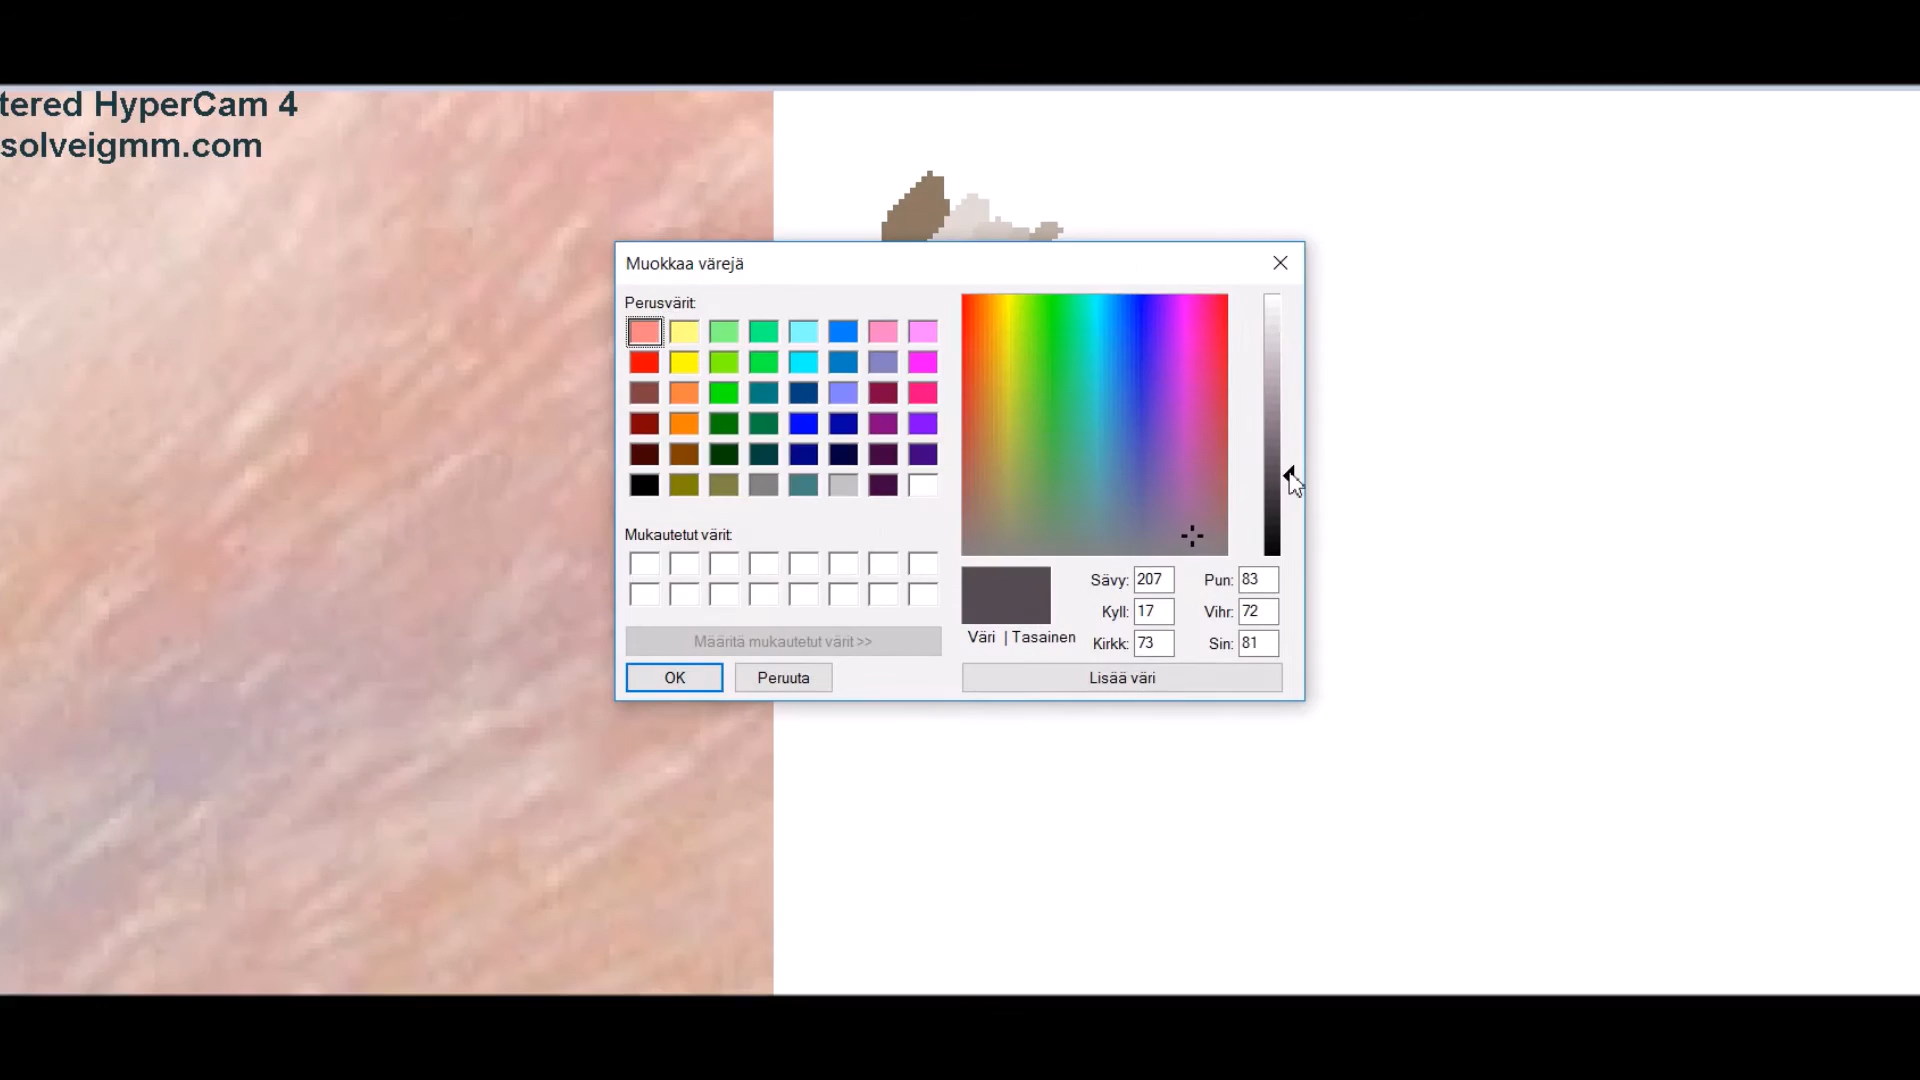 tered HyperCam 4
solveigmm.com
Muokkaa värejä
Perusvärit:
Mukautetut värit:
Määritä mukautetut värit >>
OK
Peruuta
Sävy: 207
Pun: 83
Kyll: 17
Vihr: 72
Väri | Tasainen
Kirkk: 73
Sin: 81
Lisää väri